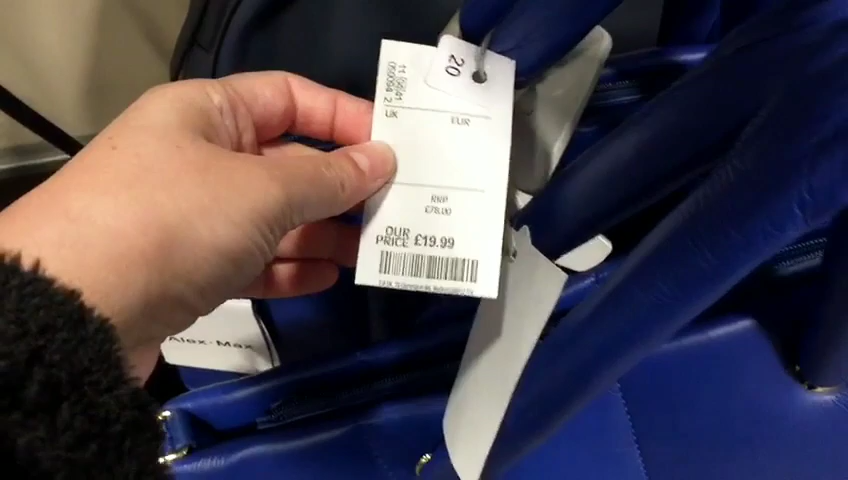 20
UK EUR
RRP
£78.00
OUR
PRICE £19.99
Alex-Max